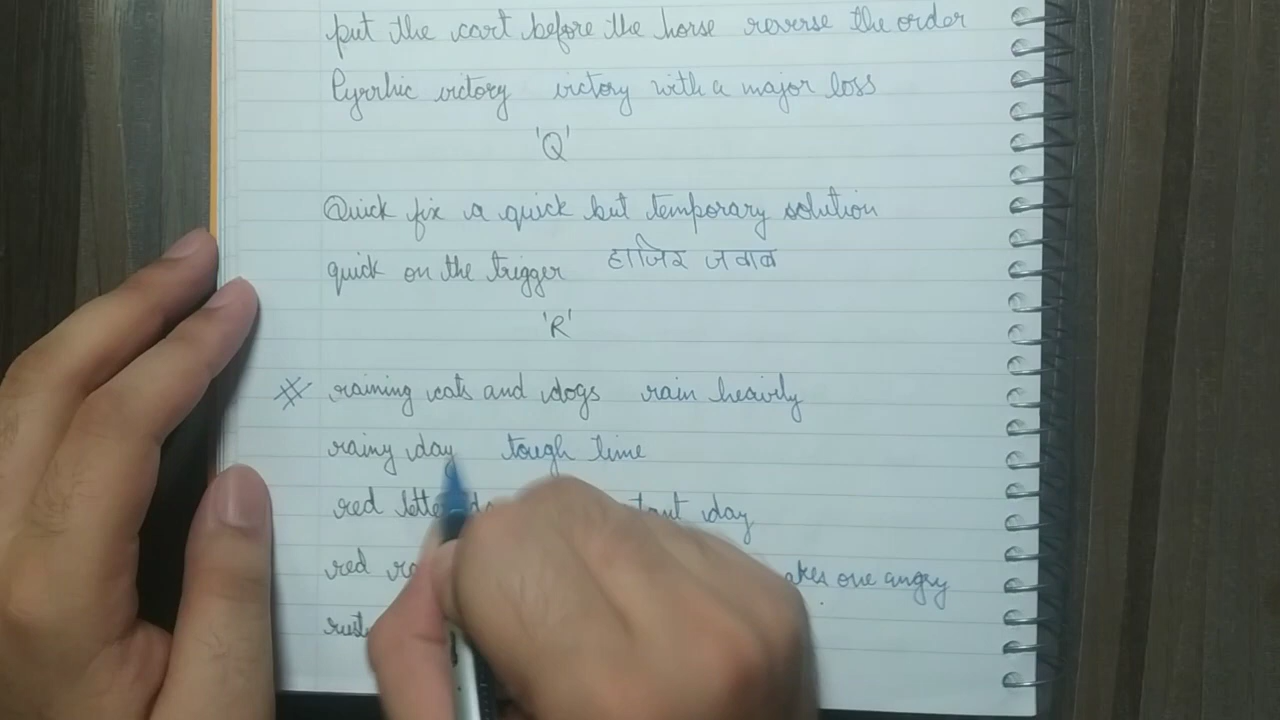 put the cart before the horse reverse the order
Pyrrhic victory victory with a major loss
'Q'
Quick fix a quick but temporary solution
quick on the trigger हाजिर जवाब
'R'
# raining cats and dogs rain heavily
rainy day tough time
red day
red one angry